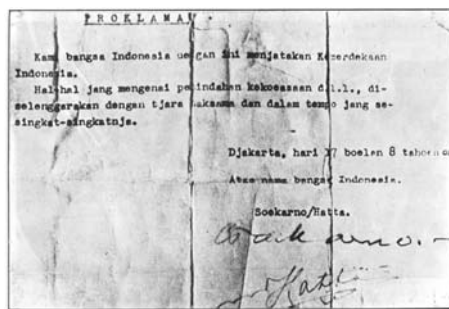 PROKLAMA
Kami bangsa Indonesia dengan ini menjatakan Kemerdekaan
Indonesia.
Hal-hal jang mengenai pemindahan kekoeasaan d.l.l., di-
selenggarakan dengan tjara saksama dan dalam tempo jang se-
singkat-singkatnja.
Djakarta, hari 17 boelan 8 tahoen
Atas nama bangsa Indonesia.
Soekarno/Hatta.
Soekarno.-
Hatta